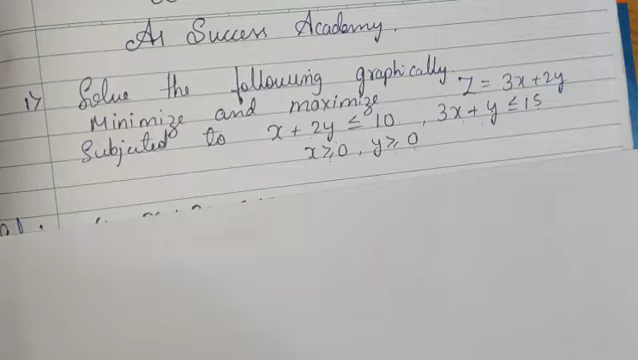 A1 Success Academy.
1) Solve the following graphically.
Minimize and maximize Z = 3x + 2y
Subjected to x + 2y ≤ 10, 3x + y ≤ 15
x ≥ 0, y ≥ 0